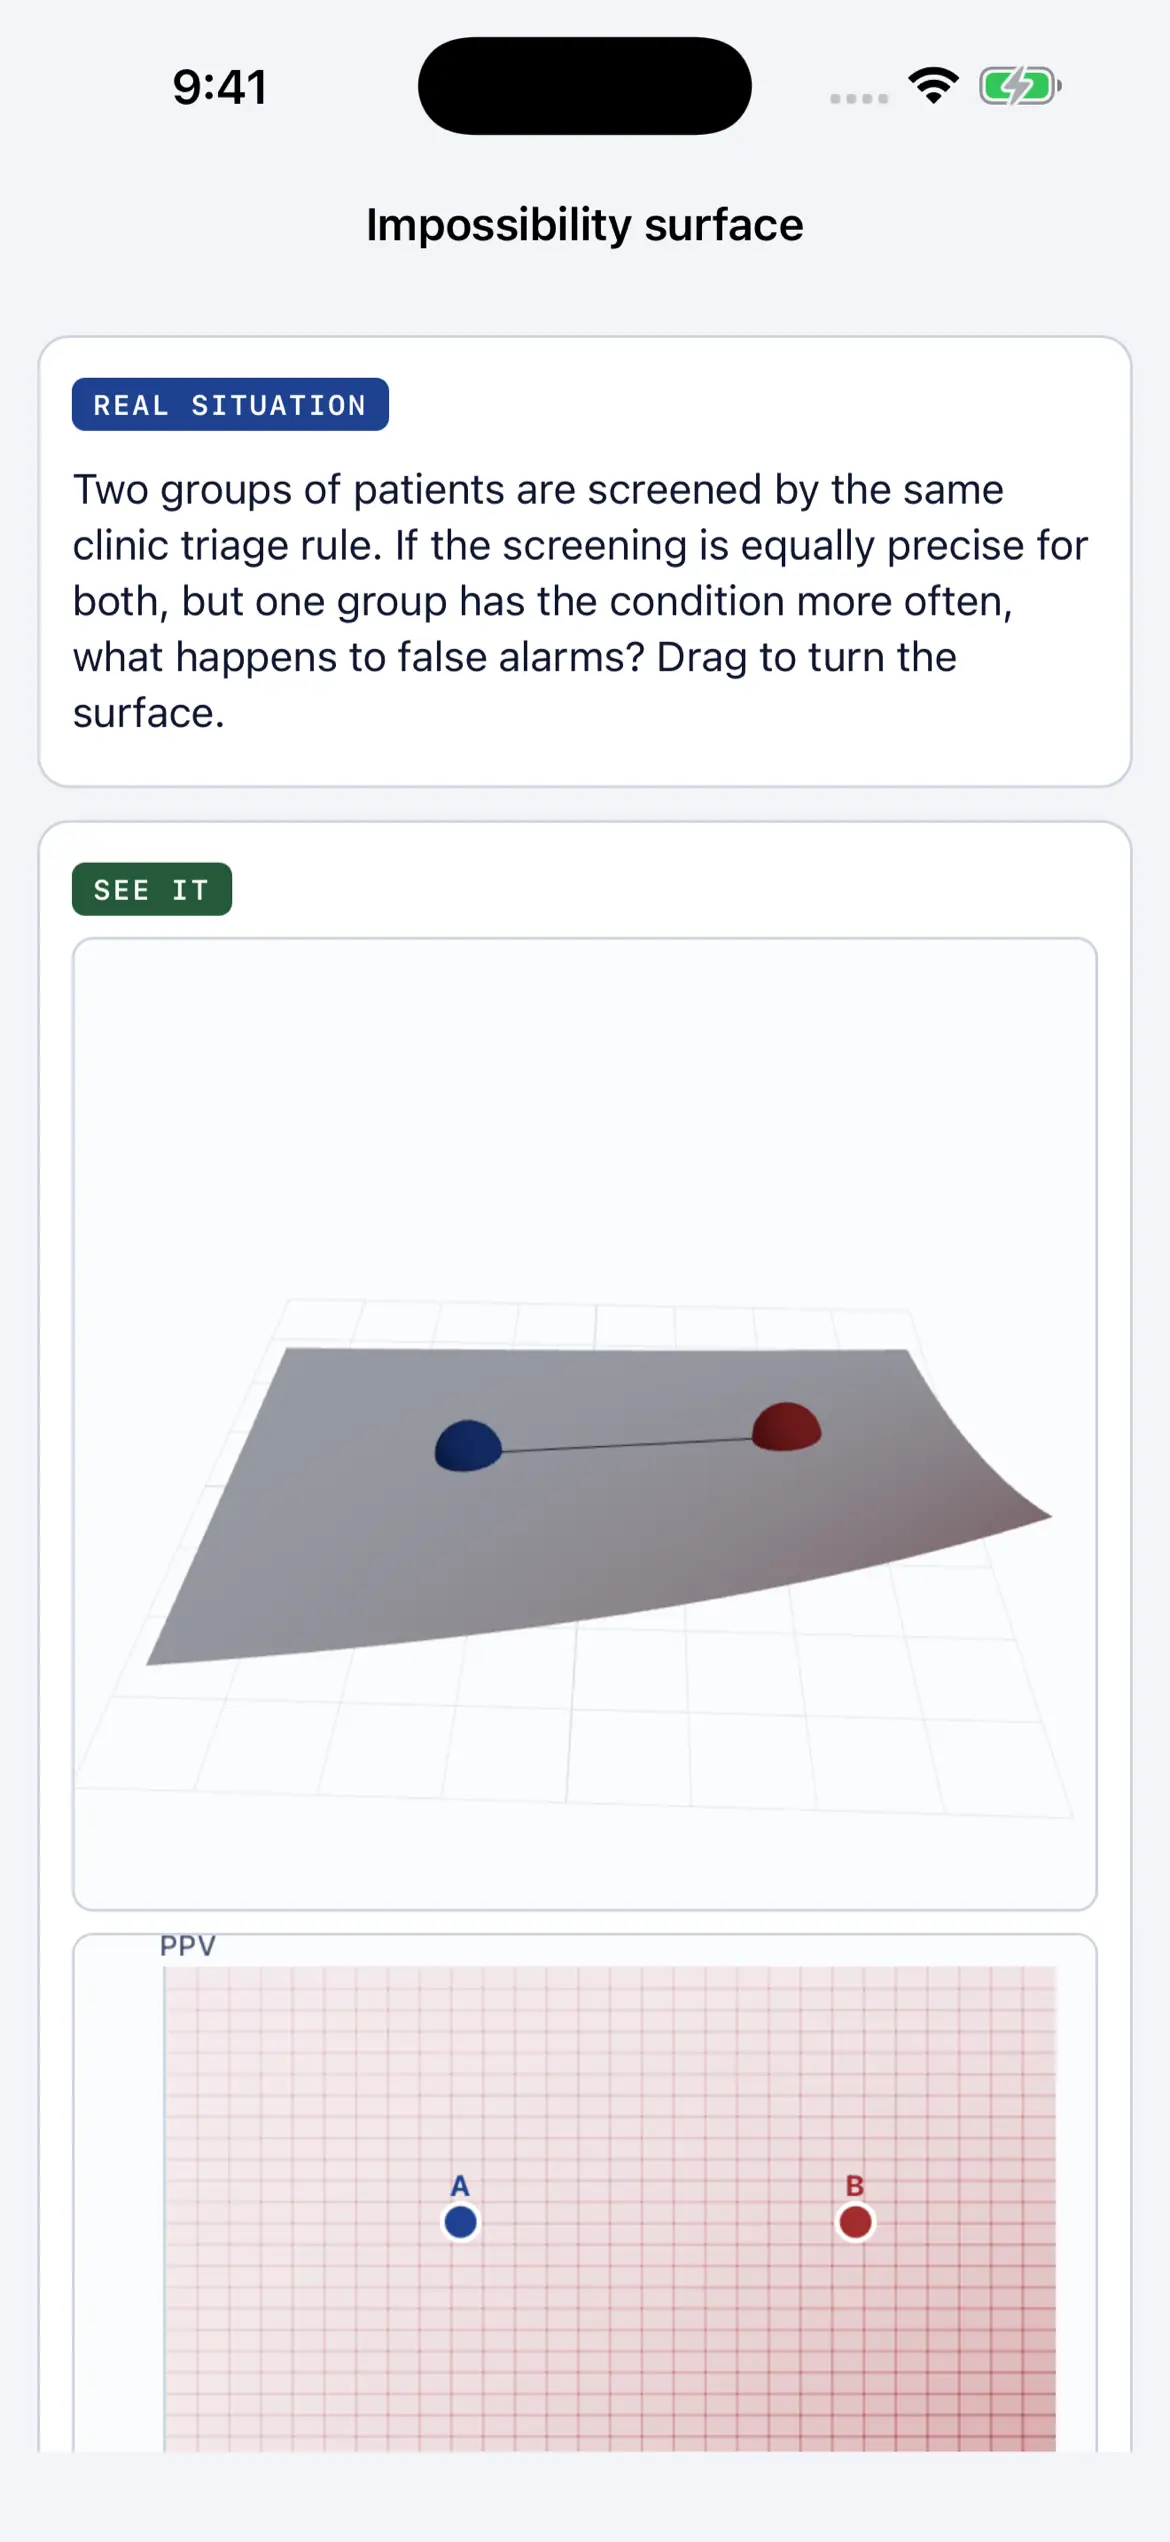 9:41
Impossibility surface
REAL SITUATION
Two groups of patients are screened by the same
clinic triage rule. If the screening is equally precise for
both, but one group has the condition more often,
what happens to false alarms? Drag to turn the
surface.
SEE IT
PPV
A
B